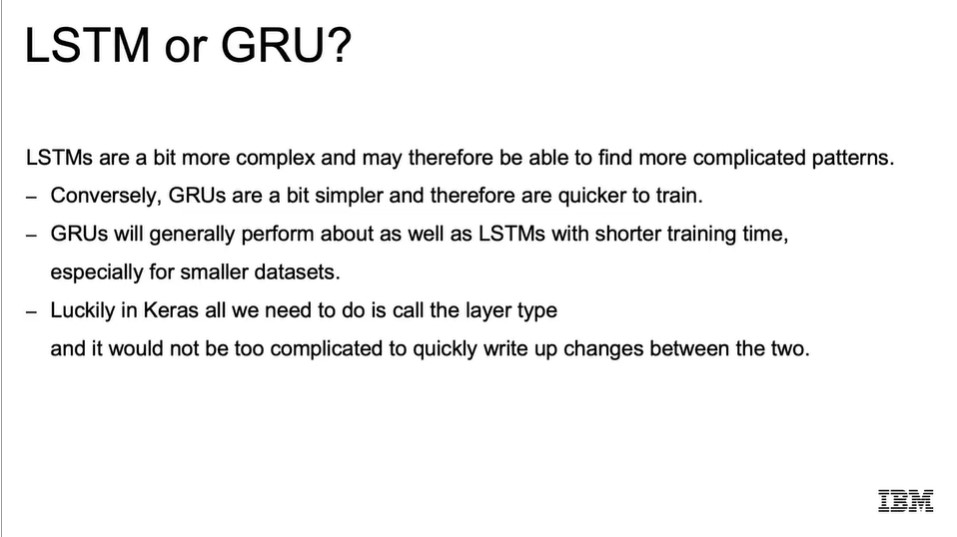 LSTM or GRU?
LSTMs are a bit more complex and may therefore be able to find more complicated patterns.
– Conversely, GRUs are a bit simpler and therefore are quicker to train.
– GRUs will generally perform about as well as LSTMs with shorter training time,
especially for smaller datasets.
– Luckily in Keras all we need to do is call the layer type
and it would not be too complicated to quickly write up changes between the two.
IBM